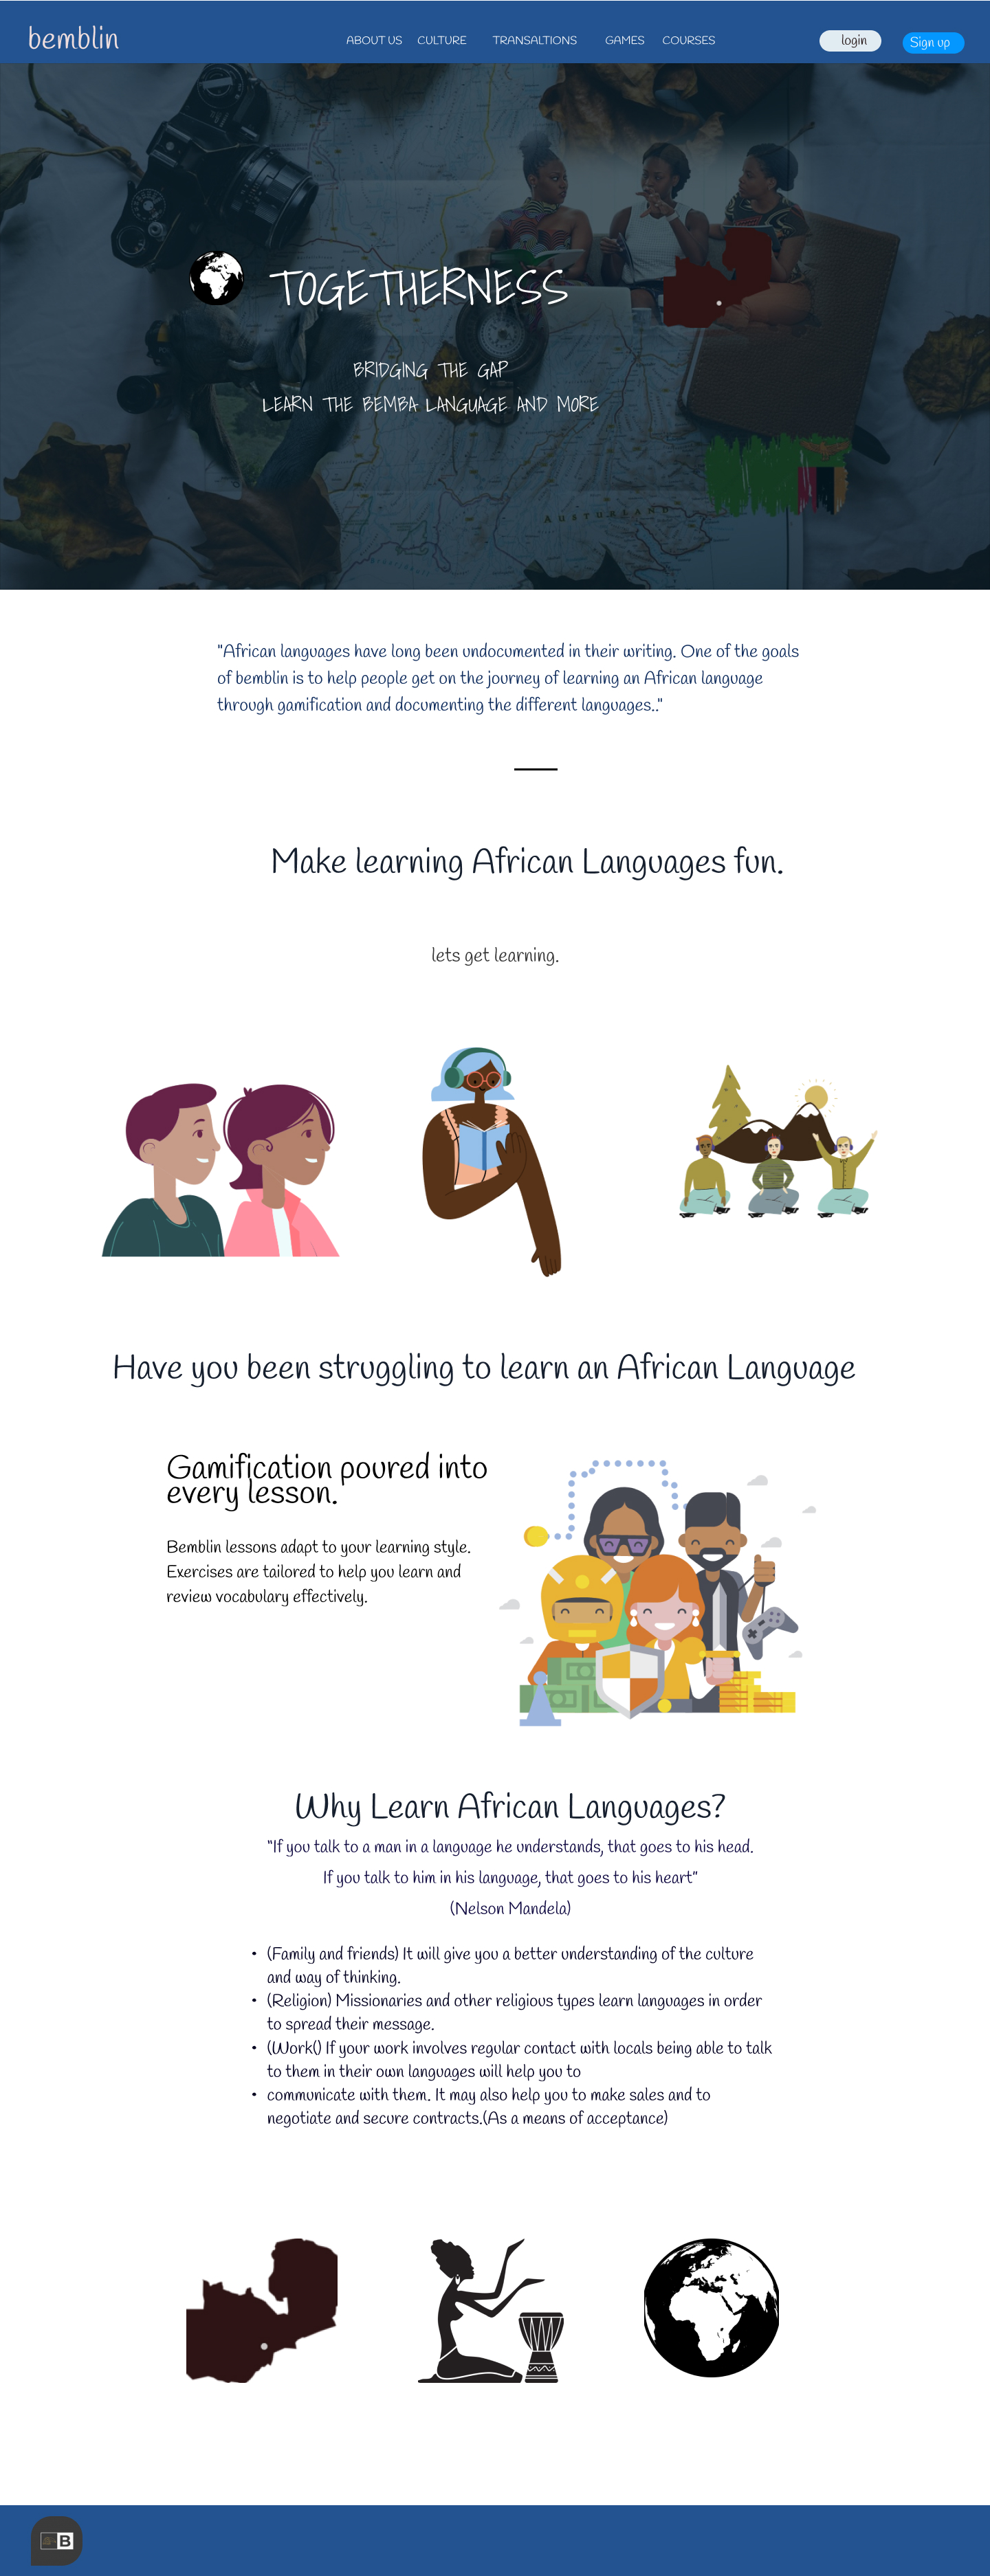 bemblin
ABOUT US CULTURE TRANSALTIONS GAMES COURSES
login
Sign up
TOGETHERNESS
BRIDGING THE GAP
LEARN THE BEMBA LANGUAGE AND MORE
AUSTURLAND
"African languages have long been undocumented in their writing. One of the goals
of bemblin is to help people get on the journey of learning an African language
through gamification and documenting the different languages.."
Make learning African Languages fun.
lets get learning.
Have you been struggling to learn an African Language
Gamification poured into
every lesson.
Bemblin lessons adapt to your learning style.
Exercises are tailored to help you learn and
review vocabulary effectively.
Why Learn African Languages?
“If you talk to a man in a language he understands, that goes to his head.
If you talk to him in his language, that goes to his heart”
(Nelson Mandela)
• (Family and friends) It will give you a better understanding of the culture
and way of thinking.
• (Religion) Missionaries and other religious types learn languages in order
to spread their message.
• (Work() If your work involves regular contact with locals being able to talk
to them in their own languages will help you to
• communicate with them. It may also help you to make sales and to
negotiate and secure contracts.(As a means of acceptance)
B